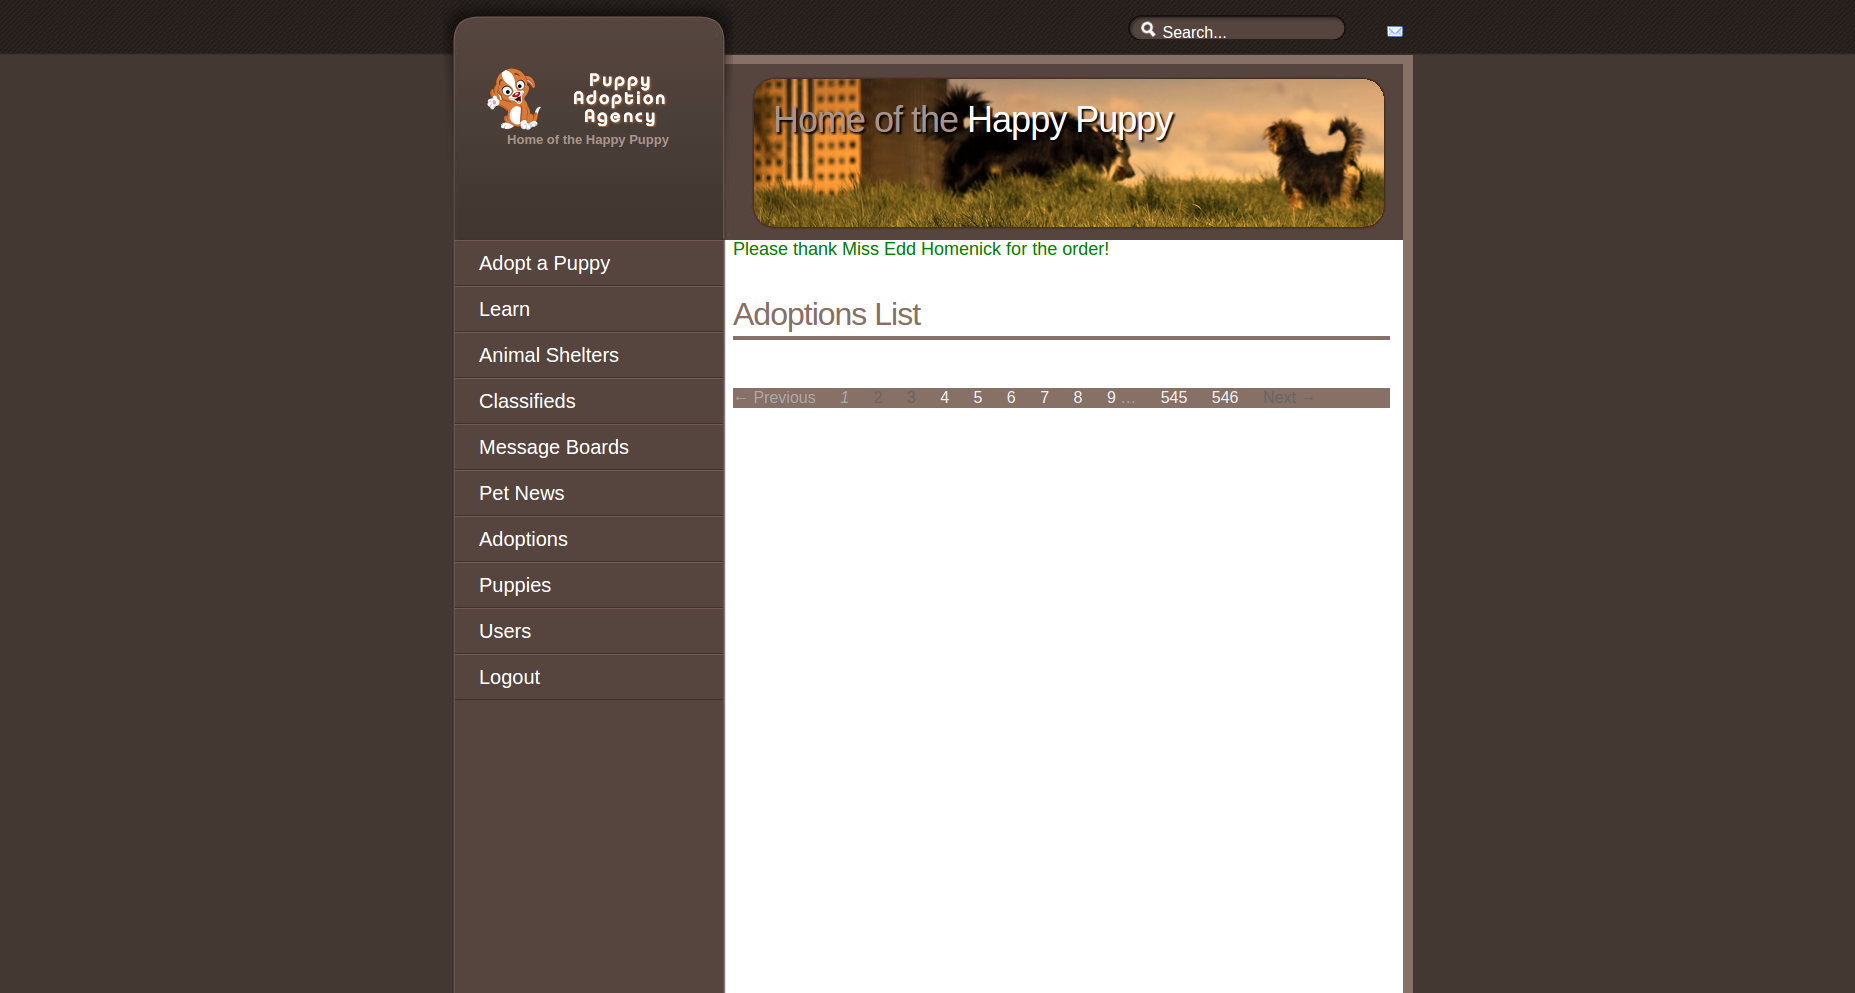 Search...
Puppy
Adoption
Agency
Home of the Happy Puppy
Home of the Happy Puppy
Adopt a Puppy
Learn
Animal Shelters
Classifieds
Message Boards
Pet News
Adoptions
Puppies
Users
Logout
Please thank Miss Edd Homenick for the order!
Adoptions List
← Previous 1 2 3 4 5 6 7 8 9 … 545 546 Next →